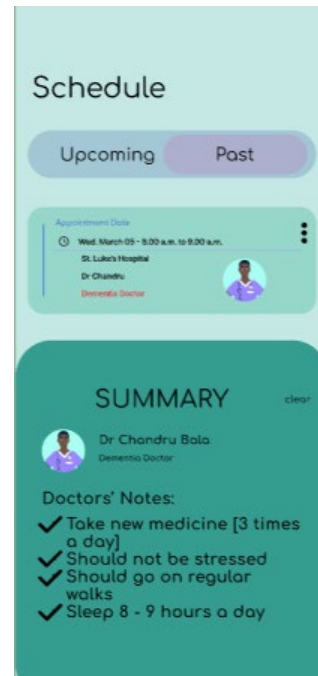 Schedule
Upcoming
Past
Appointment Date
Wed. March 05 - 8.00 a.m. to 9.00 a.m.
St. Luke's Hospital
Dr Chandru
Dementia Doctor
SUMMARY
clear
Dr Chandru Bala
Dementia Doctor
Doctors' Notes:
Take new medicine [3 times
a day]
Should not be stressed
Should go on regular
walks
Sleep 8 - 9 hours a day